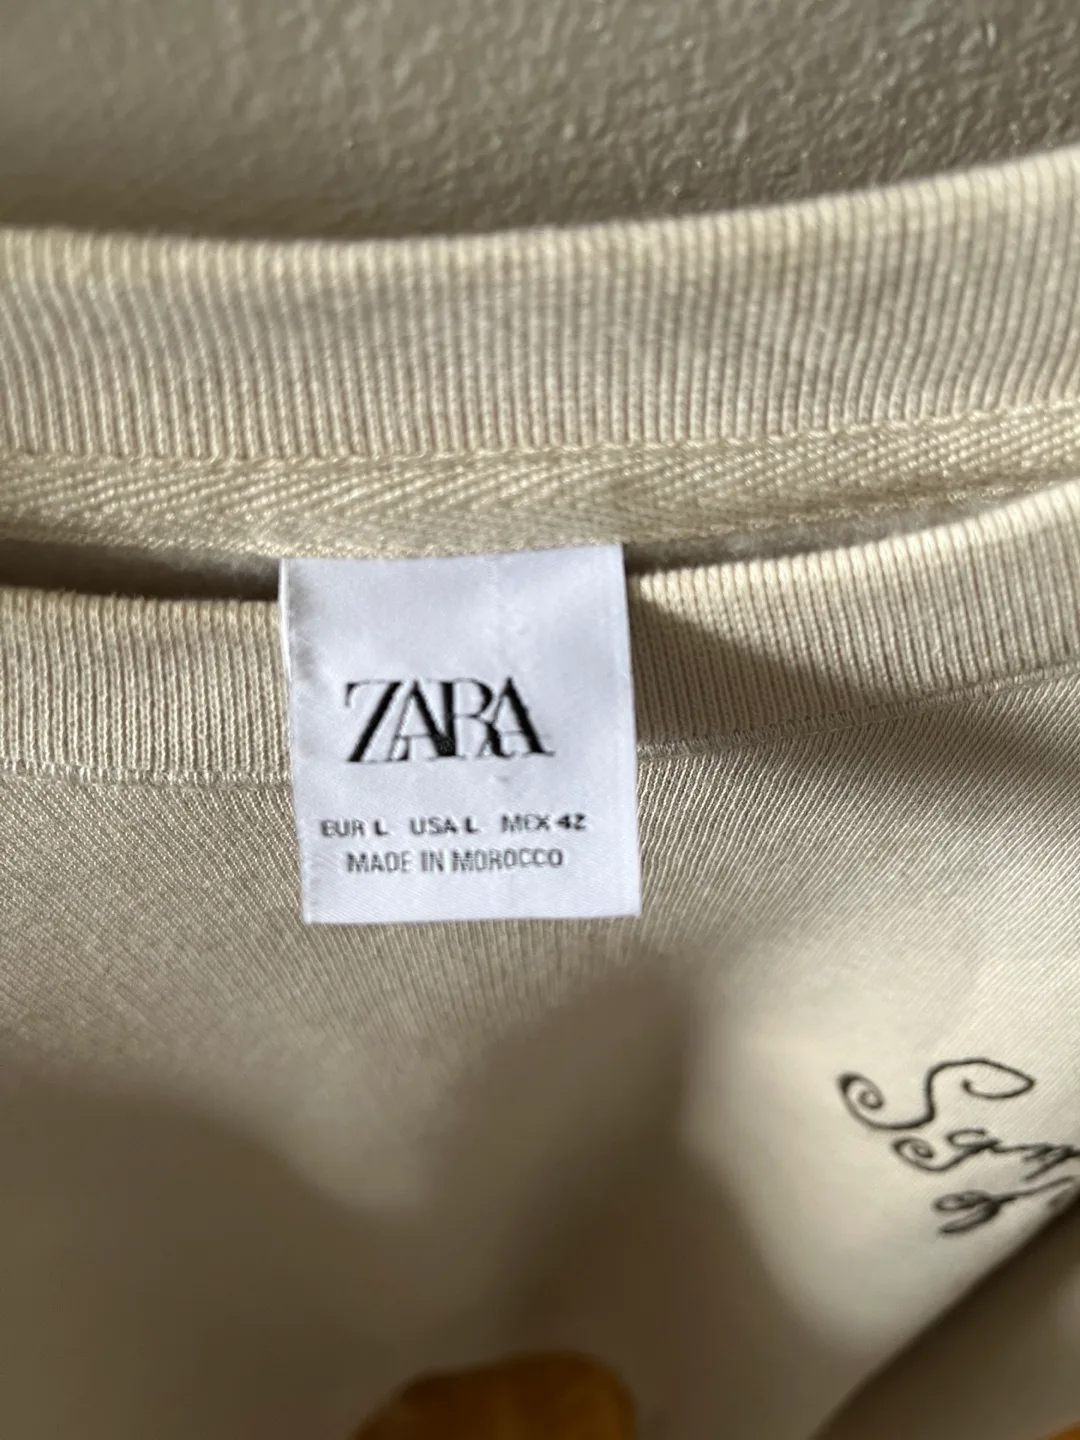 ZARA
EUR L USA L MEX 42
MADE IN MOROCCO